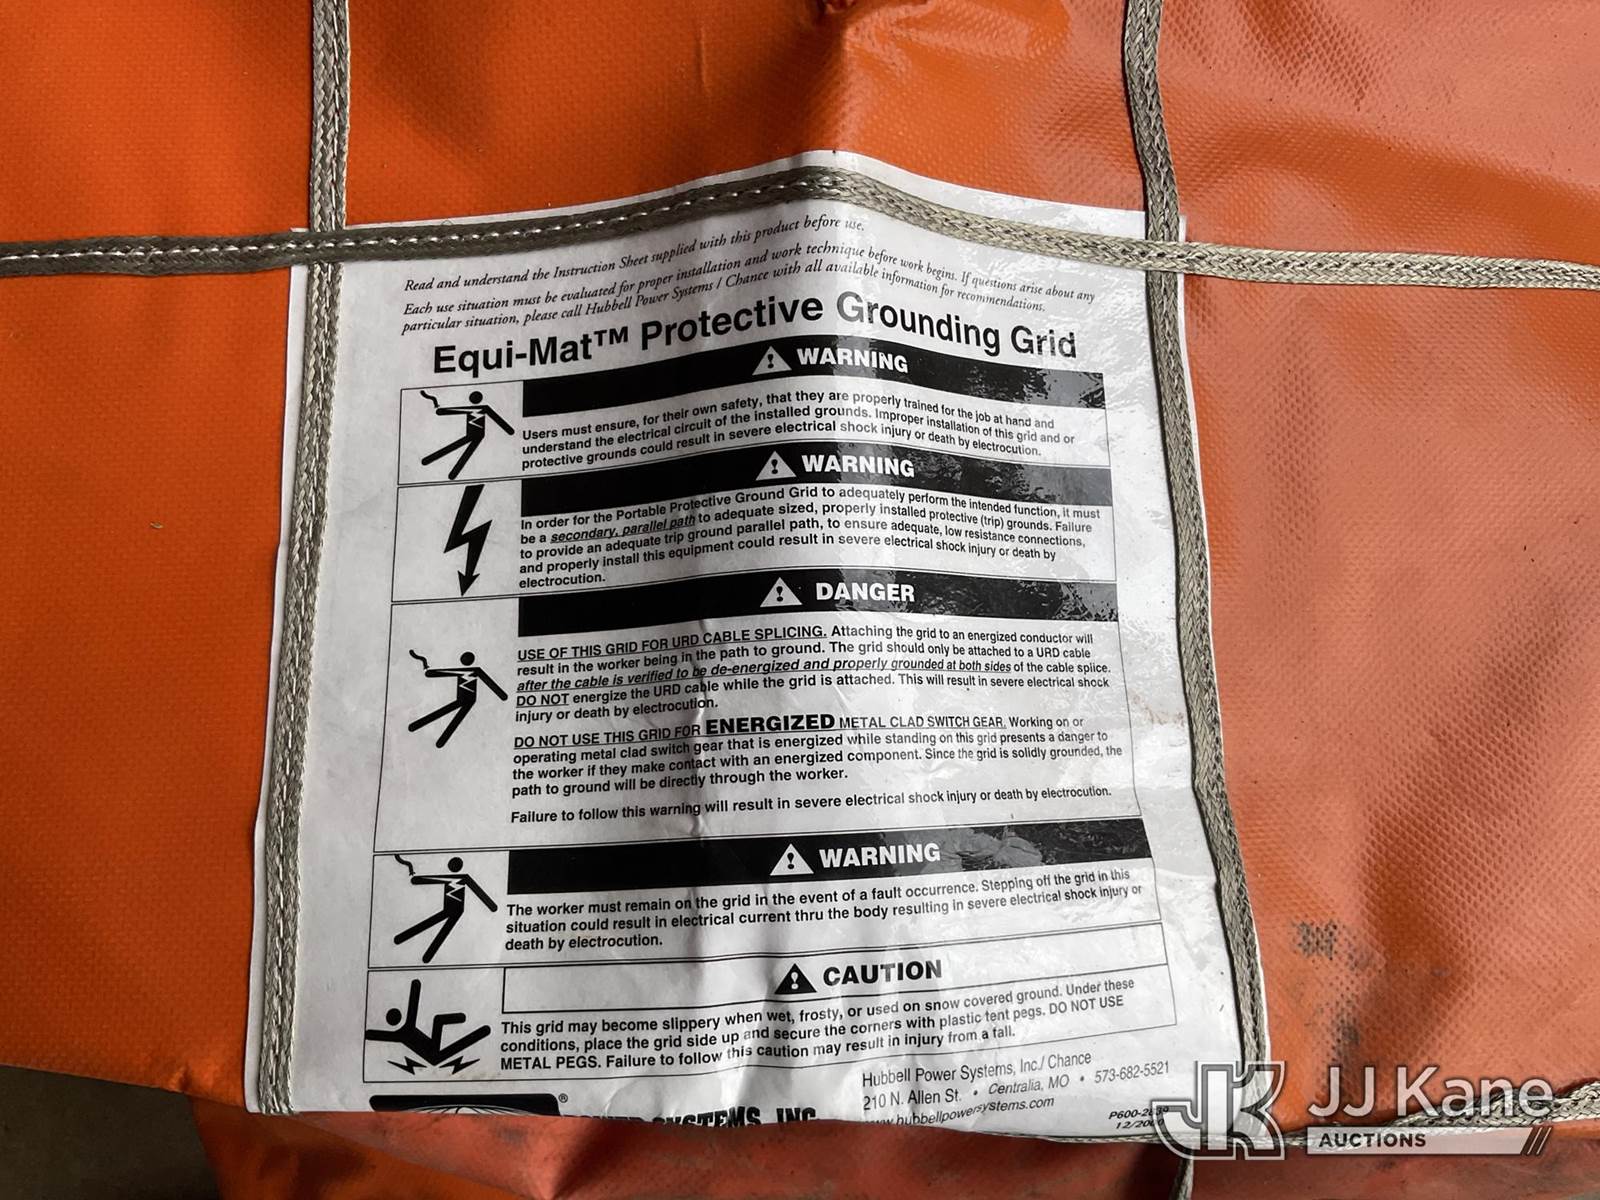 Read and understand the Instruction Sheet supplied with this product before use.
Each use situation must be evaluated for proper installation and work technique before work begins. If questions arise about any
particular situation, please call Hubbell Power Systems / Chance with all available information for recommendations.
Equi-Mat™ Protective Grounding Grid
WARNING
Users must ensure, for their own safety, that they are properly trained for the job at hand and
understand the electrical circuit of the installed grounds. Improper installation of this grid and or
protective grounds could result in severe electrical shock injury or death by electrocution.
WARNING
In order for the Portable Protective Ground Grid to adequately perform the intended function, it must
be a secondary, parallel path to adequate sized, properly installed protective (trip) grounds. Failure
to provide an adequate trip ground parallel path, to ensure adequate, low resistance connections,
and properly install this equipment could result in severe electrical shock injury or death by
electrocution.
DANGER
USE OF THIS GRID FOR URD CABLE SPLICING. Attaching the grid to an energized conductor will
result in the worker being in the path to ground. The grid should only be attached to a URD cable
after the cable is verified to be de-energized and properly grounded at both sides of the cable splice.
DO NOT energize the URD cable while the grid is attached. This will result in severe electrical shock
injury or death by electrocution.
DO NOT USE THIS GRID FOR ENERGIZED METAL CLAD SWITCH GEAR. Working on or
operating metal clad switch gear that is energized while standing on this grid presents a danger to
the worker if they make contact with an energized component. Since the grid is solidly grounded, the
path to ground will be directly through the worker.
Failure to follow this warning will result in severe electrical shock injury or death by electrocution.
WARNING
The worker must remain on the grid in the event of a fault occurrence. Stepping off the grid in this
situation could result in electrical current thru the body resulting in severe electrical shock injury or
death by electrocution.
CAUTION
This grid may become slippery when wet, frosty, or used on snow covered ground. Under these
conditions, place the grid side up and secure the corners with plastic tent pegs. DO NOT USE
METAL PEGS. Failure to follow this caution may result in injury from a fall.
Hubbell Power Systems, Inc./ Chance
210 N. Allen St. • Centralia, MO • 573-682-5521
www.hubbellpowersystems.com
® POWER SYSTEMS, INC.
JJ Kane
AUCTIONS